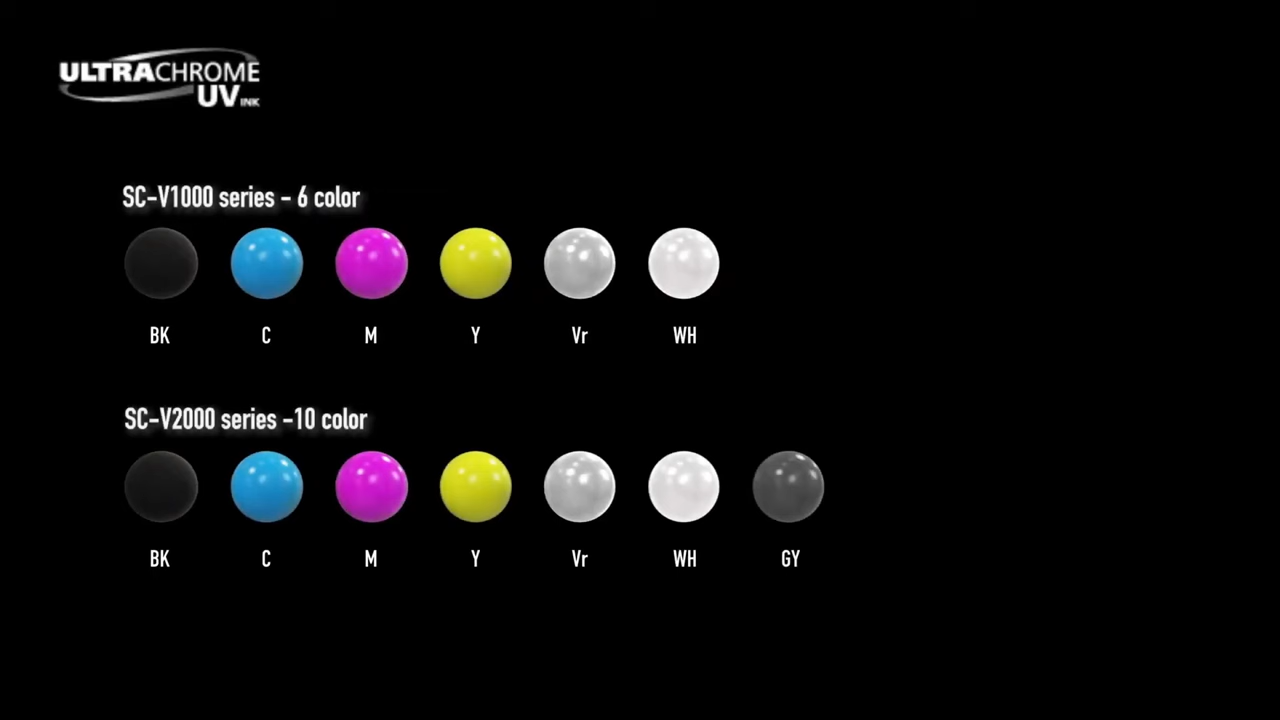 ULTRACHROME
UV INK
SC-V1000 series - 6 color
BK C M Y Vr WH
SC-V2000 series -10 color
BK C M Y Vr WH GY